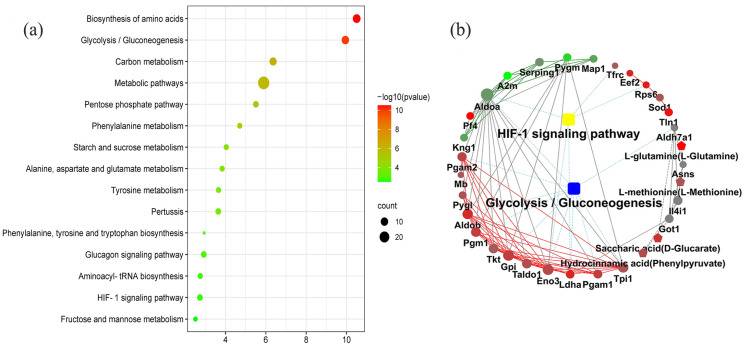 (a)
Biosynthesis of amino acids
Glycolysis / Gluconeogenesis
Carbon metabolism
Metabolic pathways
Pentose phosphate pathway
Phenylalanine metabolism
Starch and sucrose metabolism
Alanine, aspartate and glutamate metabolism
Tyrosine metabolism
Pertussis
Phenylalanine, tyrosine and tryptophan biosynthesis
Glucagon signaling pathway
Aminoacyl- tRNA biosynthesis
HIF- 1 signaling pathway
Fructose and mannose metabolism
4 6 8 10
−log10(pvalue)
10
8
6
4
count
10
20
(b)
Pygm
Map1
Serping1
Tfrc
A2m
Eef2
Rps6
Aldoa
Sod1
Pf4
Tln1
HIF-1 signaling pathway
Aldh7a1
Kng1
L-glutamine(L-Glutamine)
Pgam2
Asns
Mb
L-methionine(L-Methionine)
Pygl
Glycolysis / Gluconeogenesis
Il4i1
Aldob
Got1
Pgm1
Saccharic acid(D-Glucarate)
Tkt
Hydrocinnamic acid(Phenylpyruvate)
Gpi
Taldo1
Tpi1
Eno3
Ldha
Pgam1